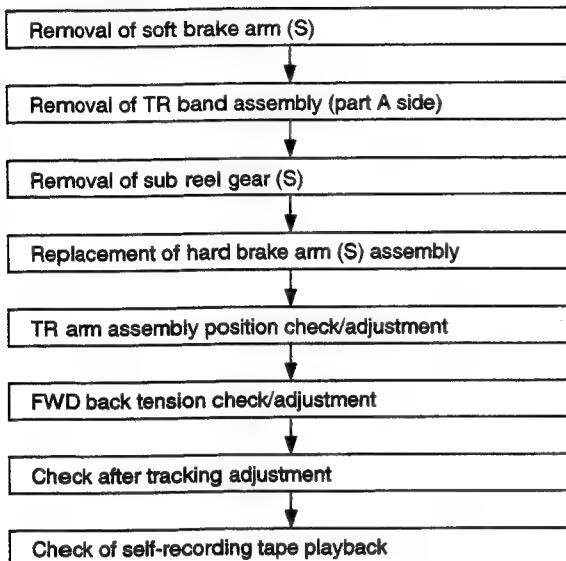 Removal of soft brake arm (S)
Removal of TR band assembly (part A side)
Removal of sub reel gear (S)
Replacement of hard brake arm (S) assembly
TR arm assembly position check/adjustment
FWD back tension check/adjustment
Check after tracking adjustment
Check of self-recording tape playback